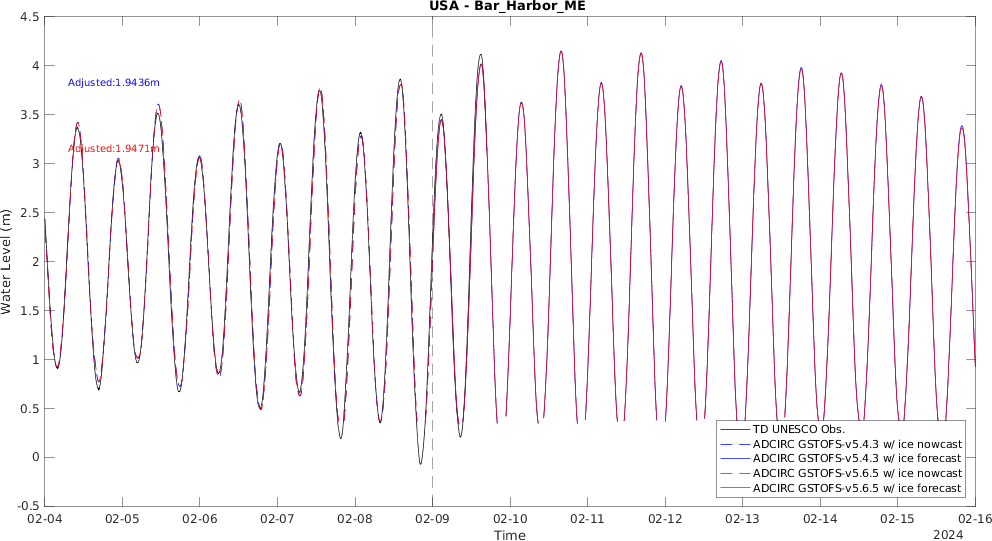 USA - Bar_Harbor_ME
4.5
4
3.5
3
2.5
2
1.5
1
0.5
0
-0.5
Water Level (m)
Adjusted:1.9436m
Adjusted:1.9471m
TD UNESCO Obs.
ADCIRC GSTOFS-v5.4.3 w/ ice nowcast
ADCIRC GSTOFS-v5.4.3 w/ ice forecast
ADCIRC GSTOFS-v5.6.5 w/ ice nowcast
ADCIRC GSTOFS-v5.6.5 w/ ice forecast
02-04 02-05 02-06 02-07 02-08 02-09 02-10 02-11 02-12 02-13 02-14 02-15 02-16
Time
2024